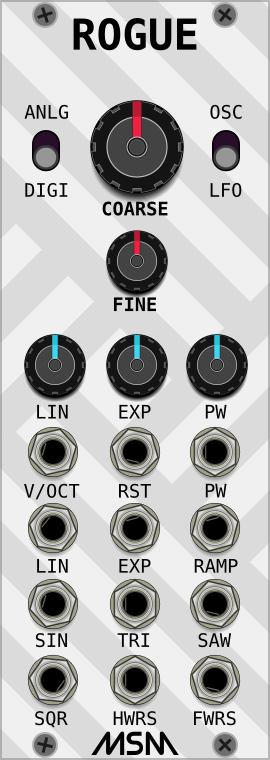 ROGUE
ANLG OSC
DIGI LFO
COARSE
FINE
LIN EXP PW
V/OCT RST PW
LIN EXP RAMP
SIN TRI SAW
SQR HWRS FWRS
MSM